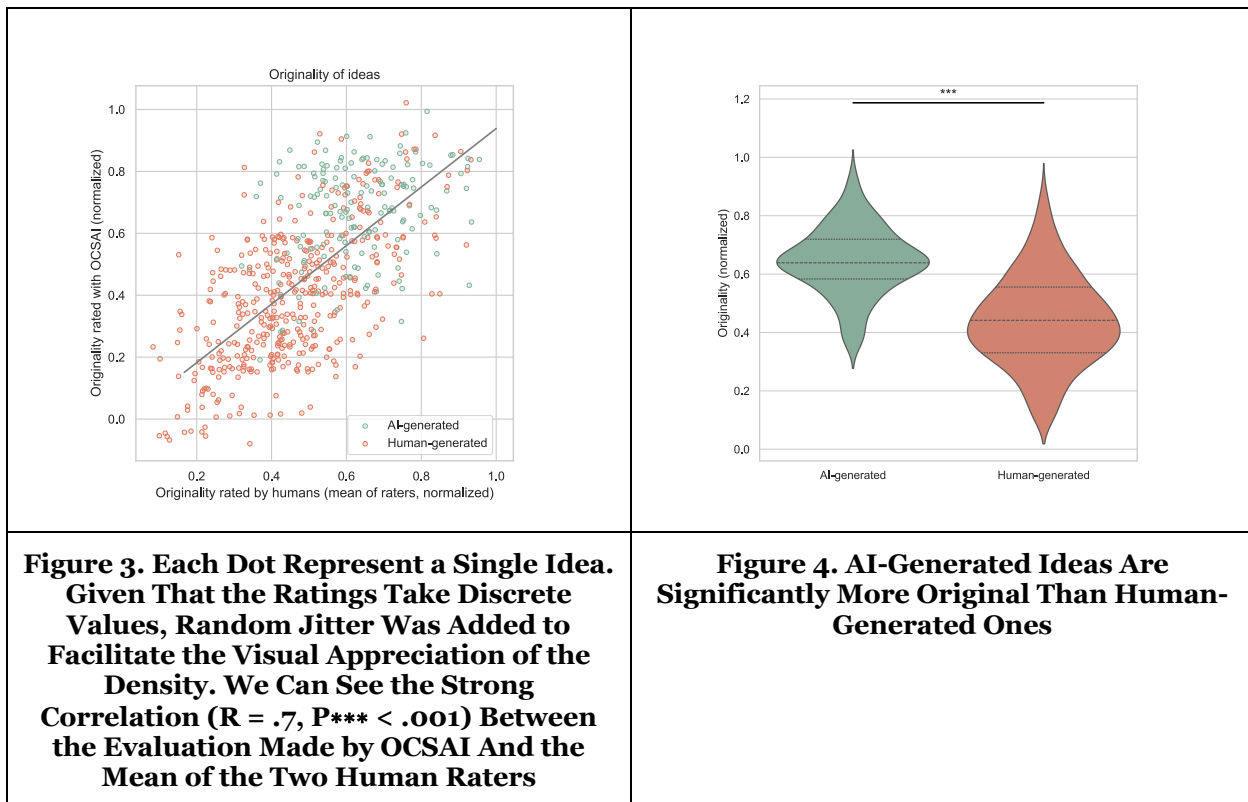 Originality of ideas
1.0
0.8
0.6
0.4
0.2
0.0
Originality rated with OCSAI (normalized)
AI-generated
Human-generated
0.2
0.4
0.6
0.8
1.0
Originality rated by humans (mean of raters, normalized)
***
1.2
1.0
0.8
0.6
0.4
0.2
0.0
Originality (normalized)
AI-generated
Human-generated
Figure 3. Each Dot Represent a Single Idea.
Given That the Ratings Take Discrete
Values, Random Jitter Was Added to
Facilitate the Visual Appreciation of the
Density. We Can See the Strong
Correlation (R = .7, P*** < .001) Between
the Evaluation Made by OCSAI And the
Mean of the Two Human Raters
Figure 4. AI-Generated Ideas Are
Significantly More Original Than Human-
Generated Ones